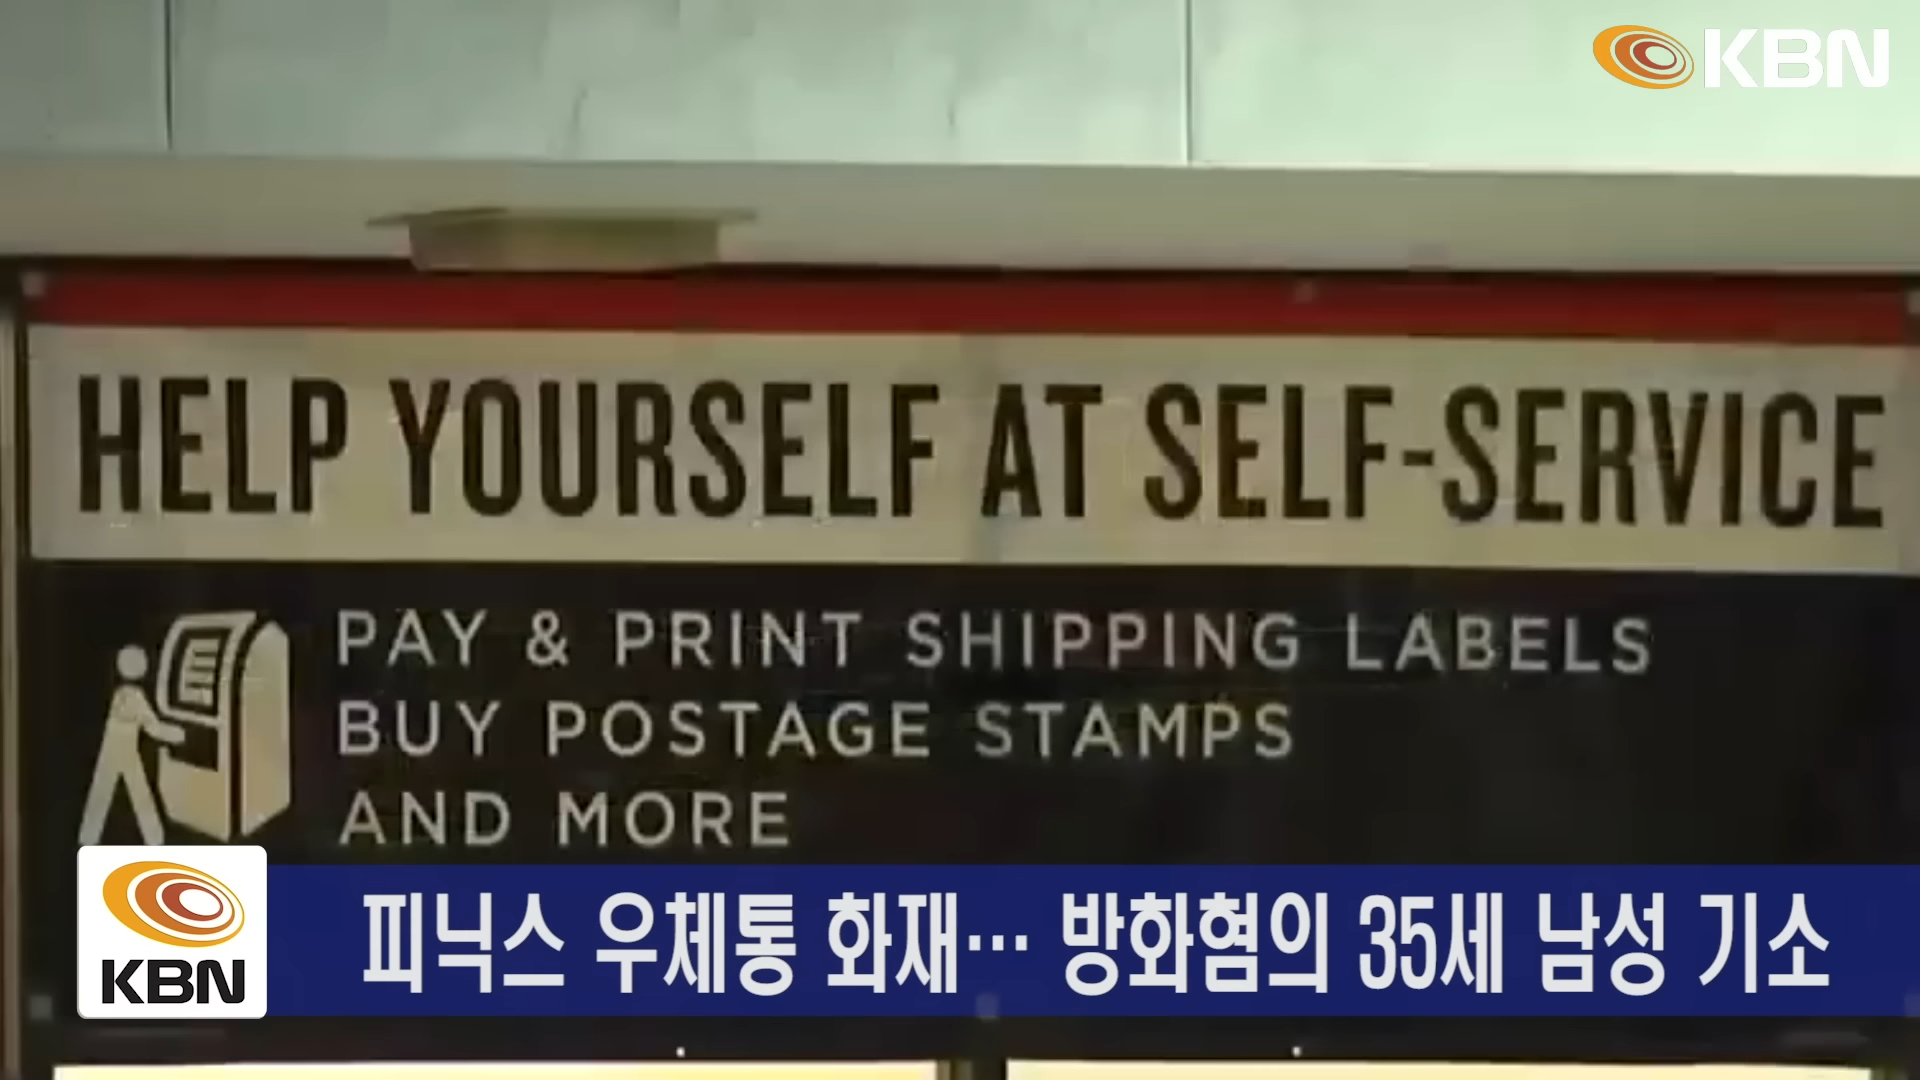 KBN
HELP YOURSELF AT SELF-SERVICE
PAY & PRINT SHIPPING LABELS
BUY POSTAGE STAMPS
AND MORE
KBN
피닉스 우체통 화재… 방화혐의 35세 남성 기소